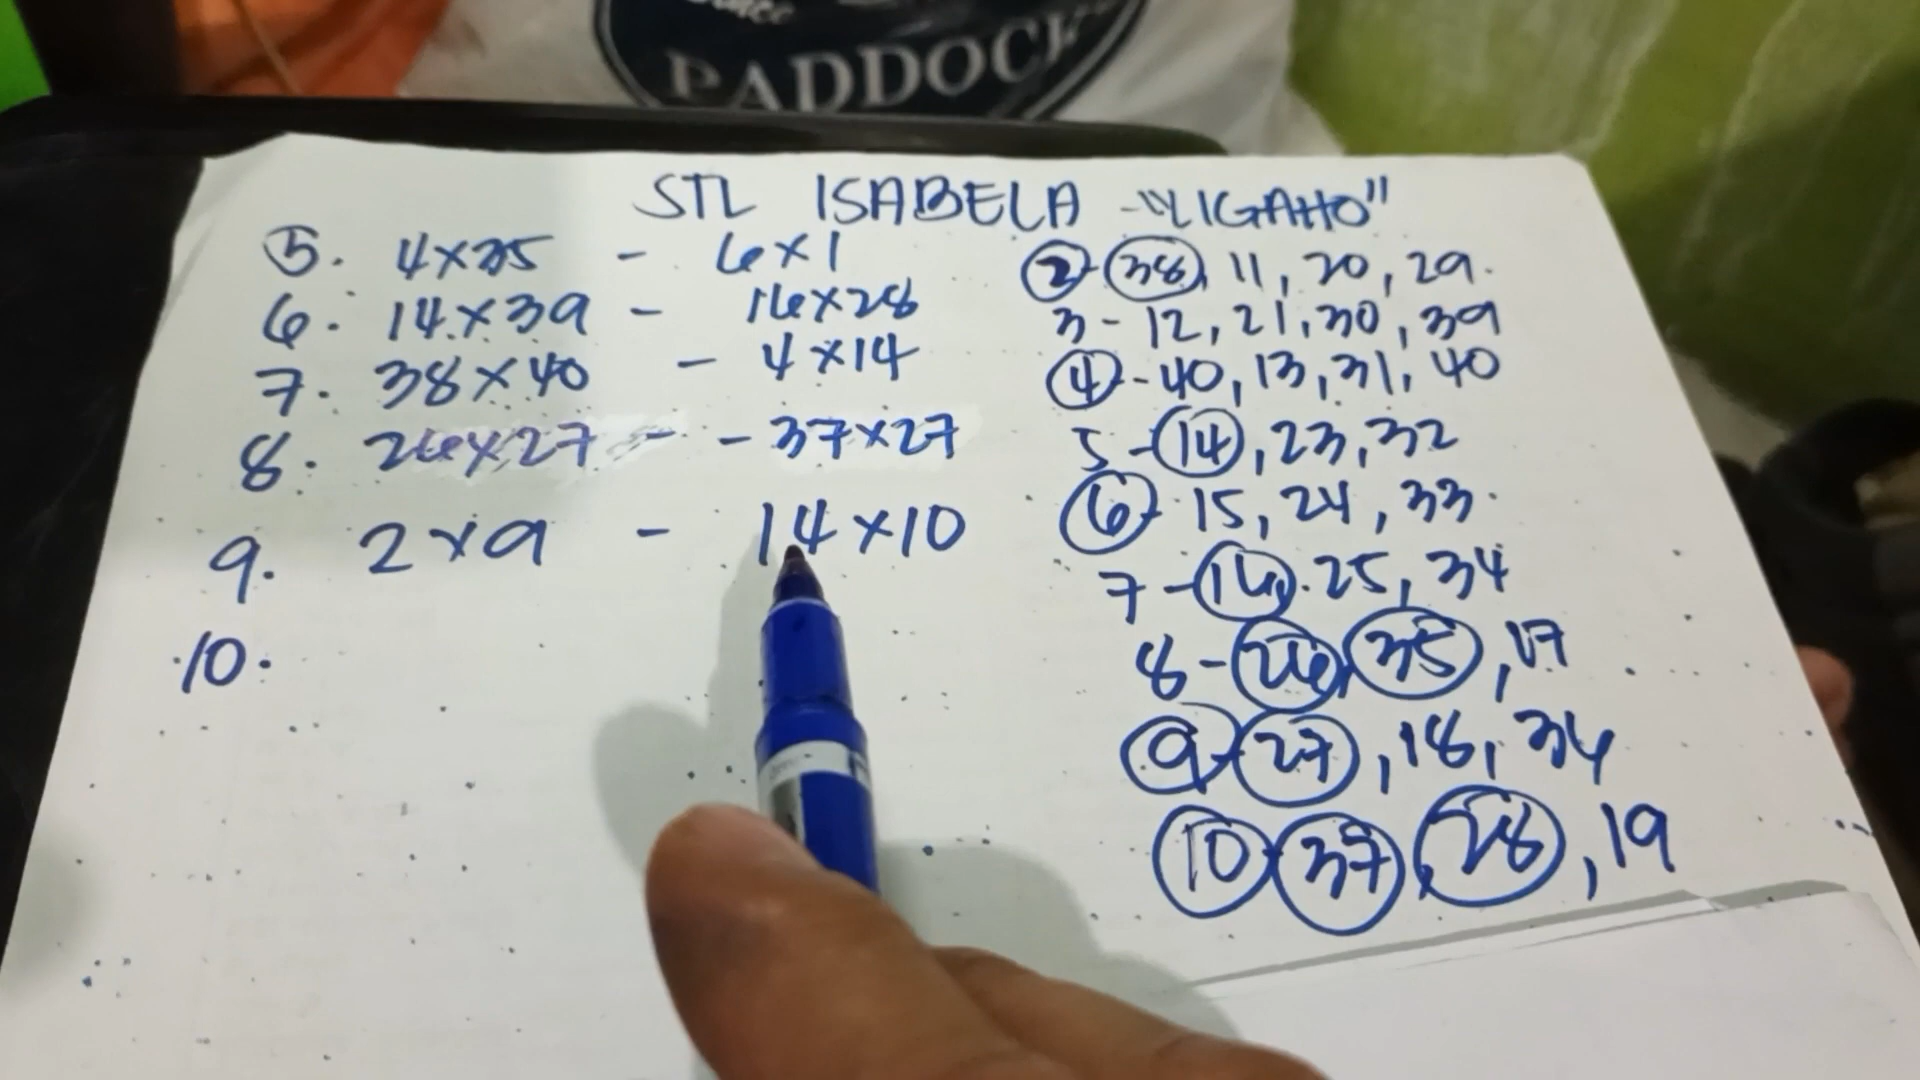 PADDOCK
STL ISABELA - "LIGAHO"
5. 4x25 - 6x1
6. 14x39 - 16x28
7. 38x40 - 4x14
8. 26x27 - - 37x27
9. 2x9 - 14x10
10.
2 - 38, 11, 20, 29.
3 - 12, 21, 30, 39
4 - 40, 13, 31, 40
5 - 14, 23, 32
6 - 15, 24, 33.
7 - 16, 25, 34
8 - 26, 35, 17
9 - 27, 18, 36
10 - 37, 28, 19